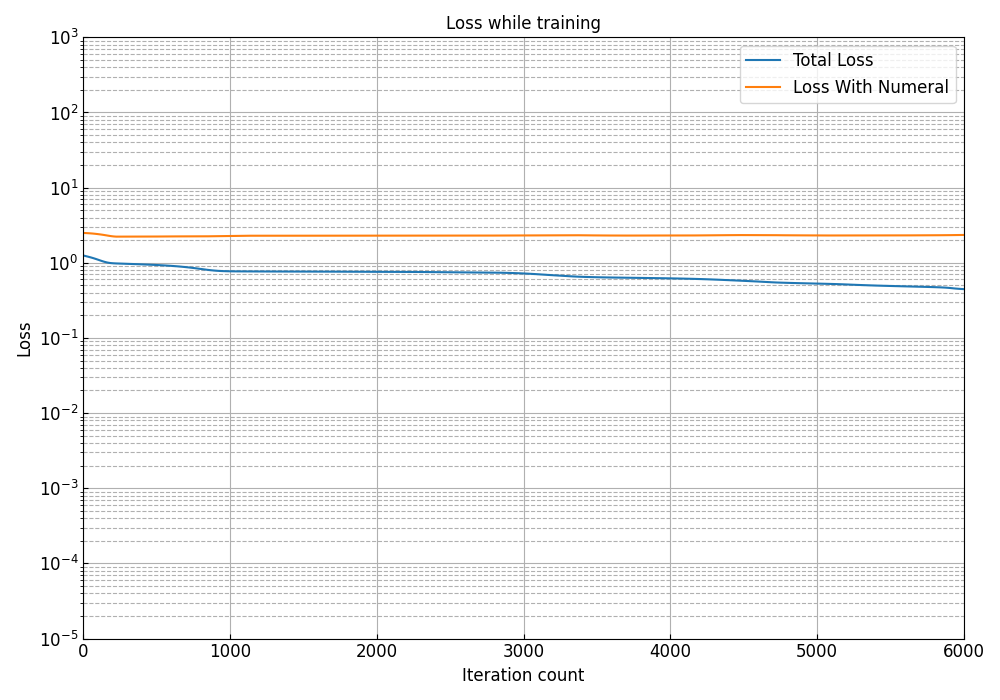 Loss while training
10³
10²
10¹
10⁰
10⁻¹
10⁻²
10⁻³
10⁻⁴
10⁻⁵
Loss
Total Loss
Loss With Numeral
0 1000 2000 3000 4000 5000 6000
Iteration count